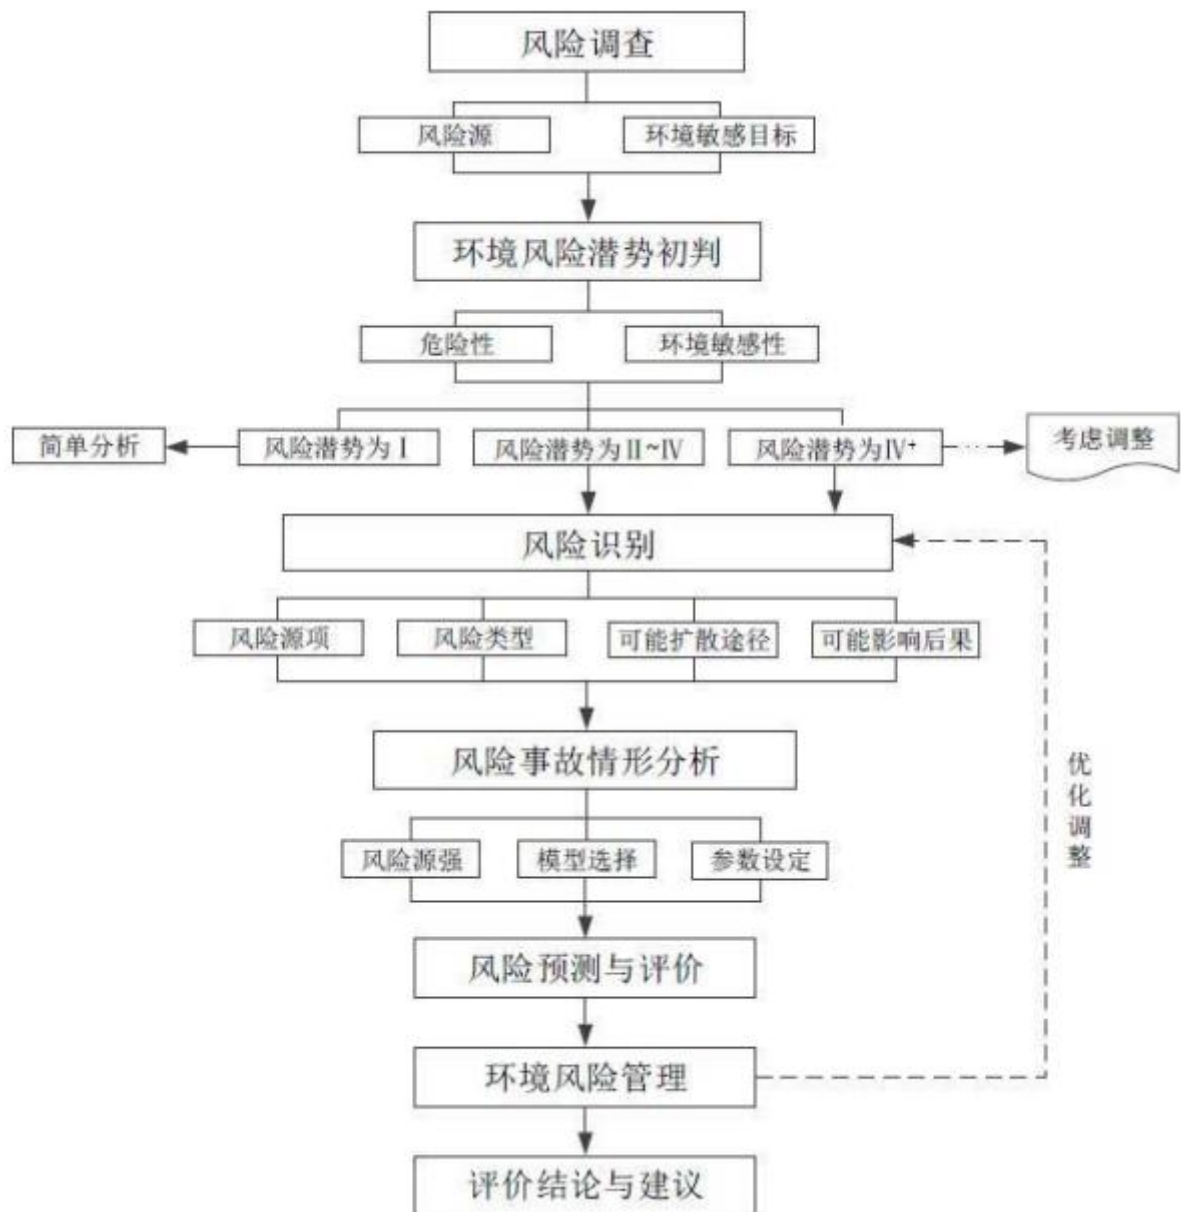 风险调查
风险源
环境敏感目标
环境风险潜势初判
危险性
环境敏感性
简单分析
风险潜势为Ⅰ
风险潜势为Ⅱ~Ⅳ
风险潜势为Ⅳ⁺
考虑调整
风险识别
风险源项
风险类型
可能扩散途径
可能影响后果
风险事故情形分析
优化调整
风险源强
模型选择
参数设定
风险预测与评价
环境风险管理
评价结论与建议